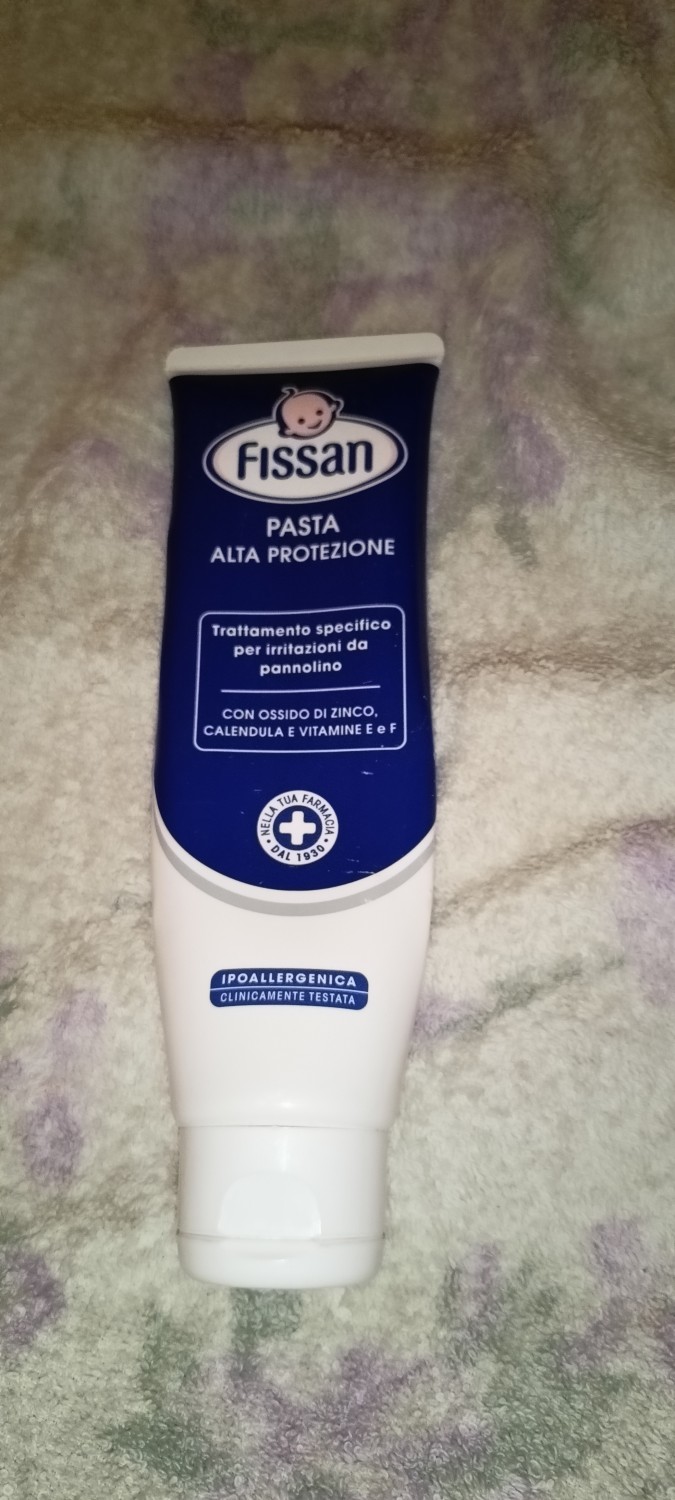 Fissan
PASTA
ALTA PROTEZIONE
Trattamento specifico
per irritazioni da
pannolino
CON OSSIDO DI ZINCO,
CALENDULA E VITAMINE E e F
NELLA TUA FARMACIA
• DAL 1930 •
IPOALLERGENICA
CLINICAMENTE TESTATA